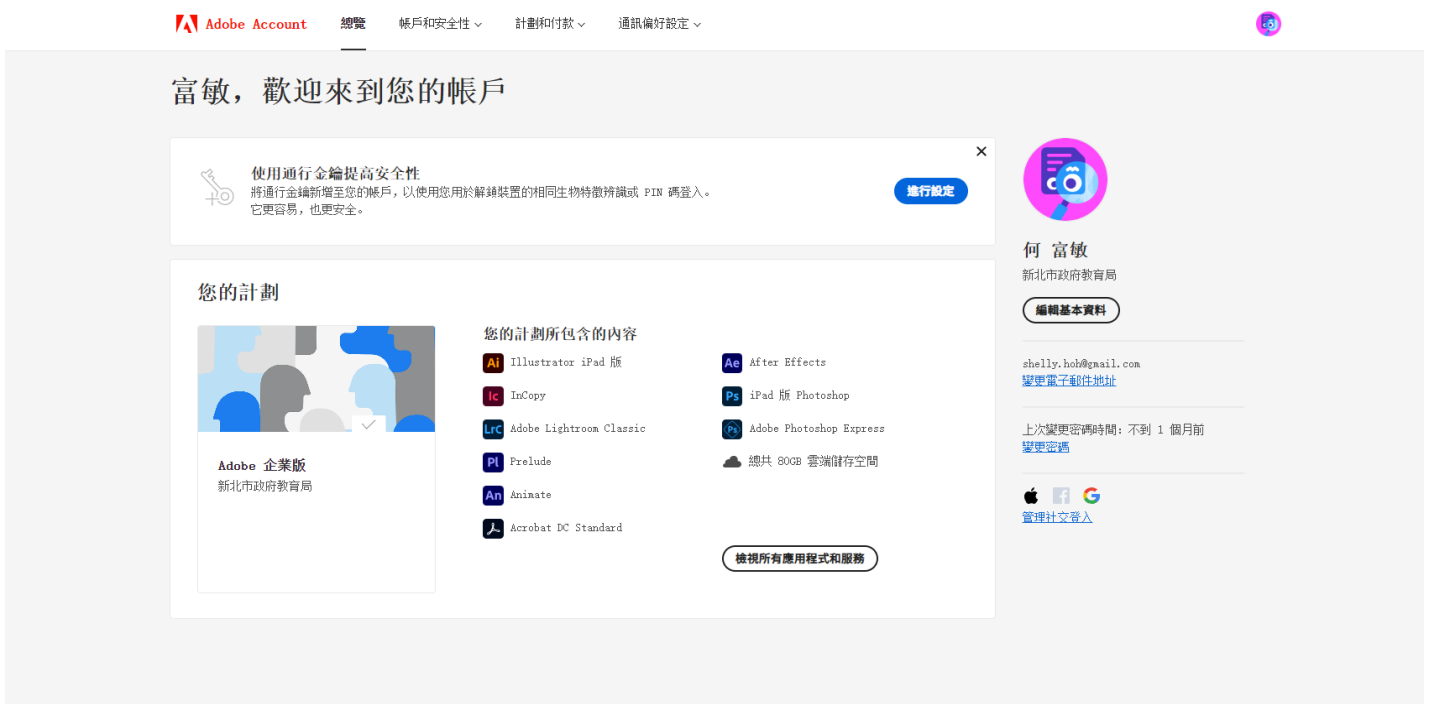 Adobe Account
總覽
帳戶和安全性
計劃和付款
通訊偏好設定
富敏，歡迎來到您的帳戶
使用通行金鑰提高安全性
將通行金鑰新增至您的帳戶，以使用您用於解鎖裝置的相同生物特徵辨識或 PIN 碼登入。
它更容易，也更安全。
進行設定
您的計劃
Adobe 企業版
新北市政府教育局
您的計劃所包含的內容
Ai Illustrator iPad 版
Ic InCopy
LrC Adobe Lightroom Classic
Pl Prelude
An Animate
Acrobat DC Standard
Ae After Effects
Ps iPad 版 Photoshop
Ps Adobe Photoshop Express
總共 80GB 雲端儲存空間
檢視所有應用程式和服務
何 富敏
新北市政府教育局
編輯基本資料
shelly.hoh@gmail.com
變更電子郵件地址
上次變更密碼時間: 不到 1 個月前
變更密碼
管理社交登入